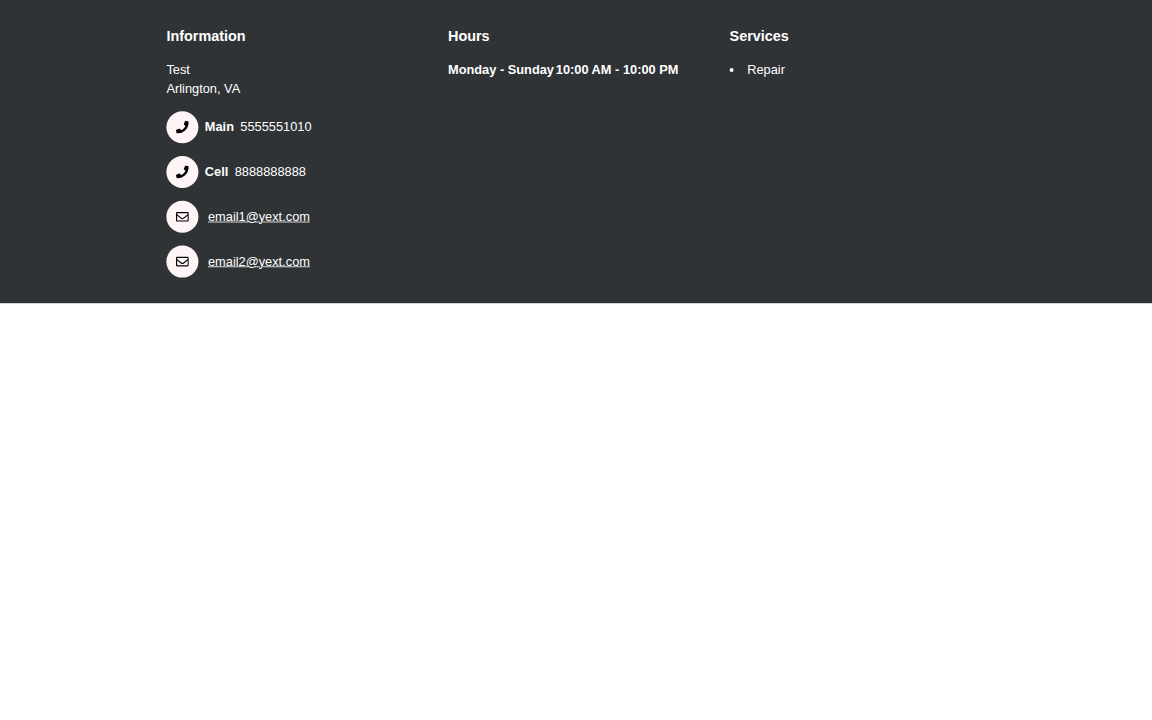 Information
Test
Arlington, VA
Main 5555551010
Cell 8888888888
email1@yext.com
email2@yext.com
Hours
Monday - Sunday 10:00 AM - 10:00 PM
Services
• Repair